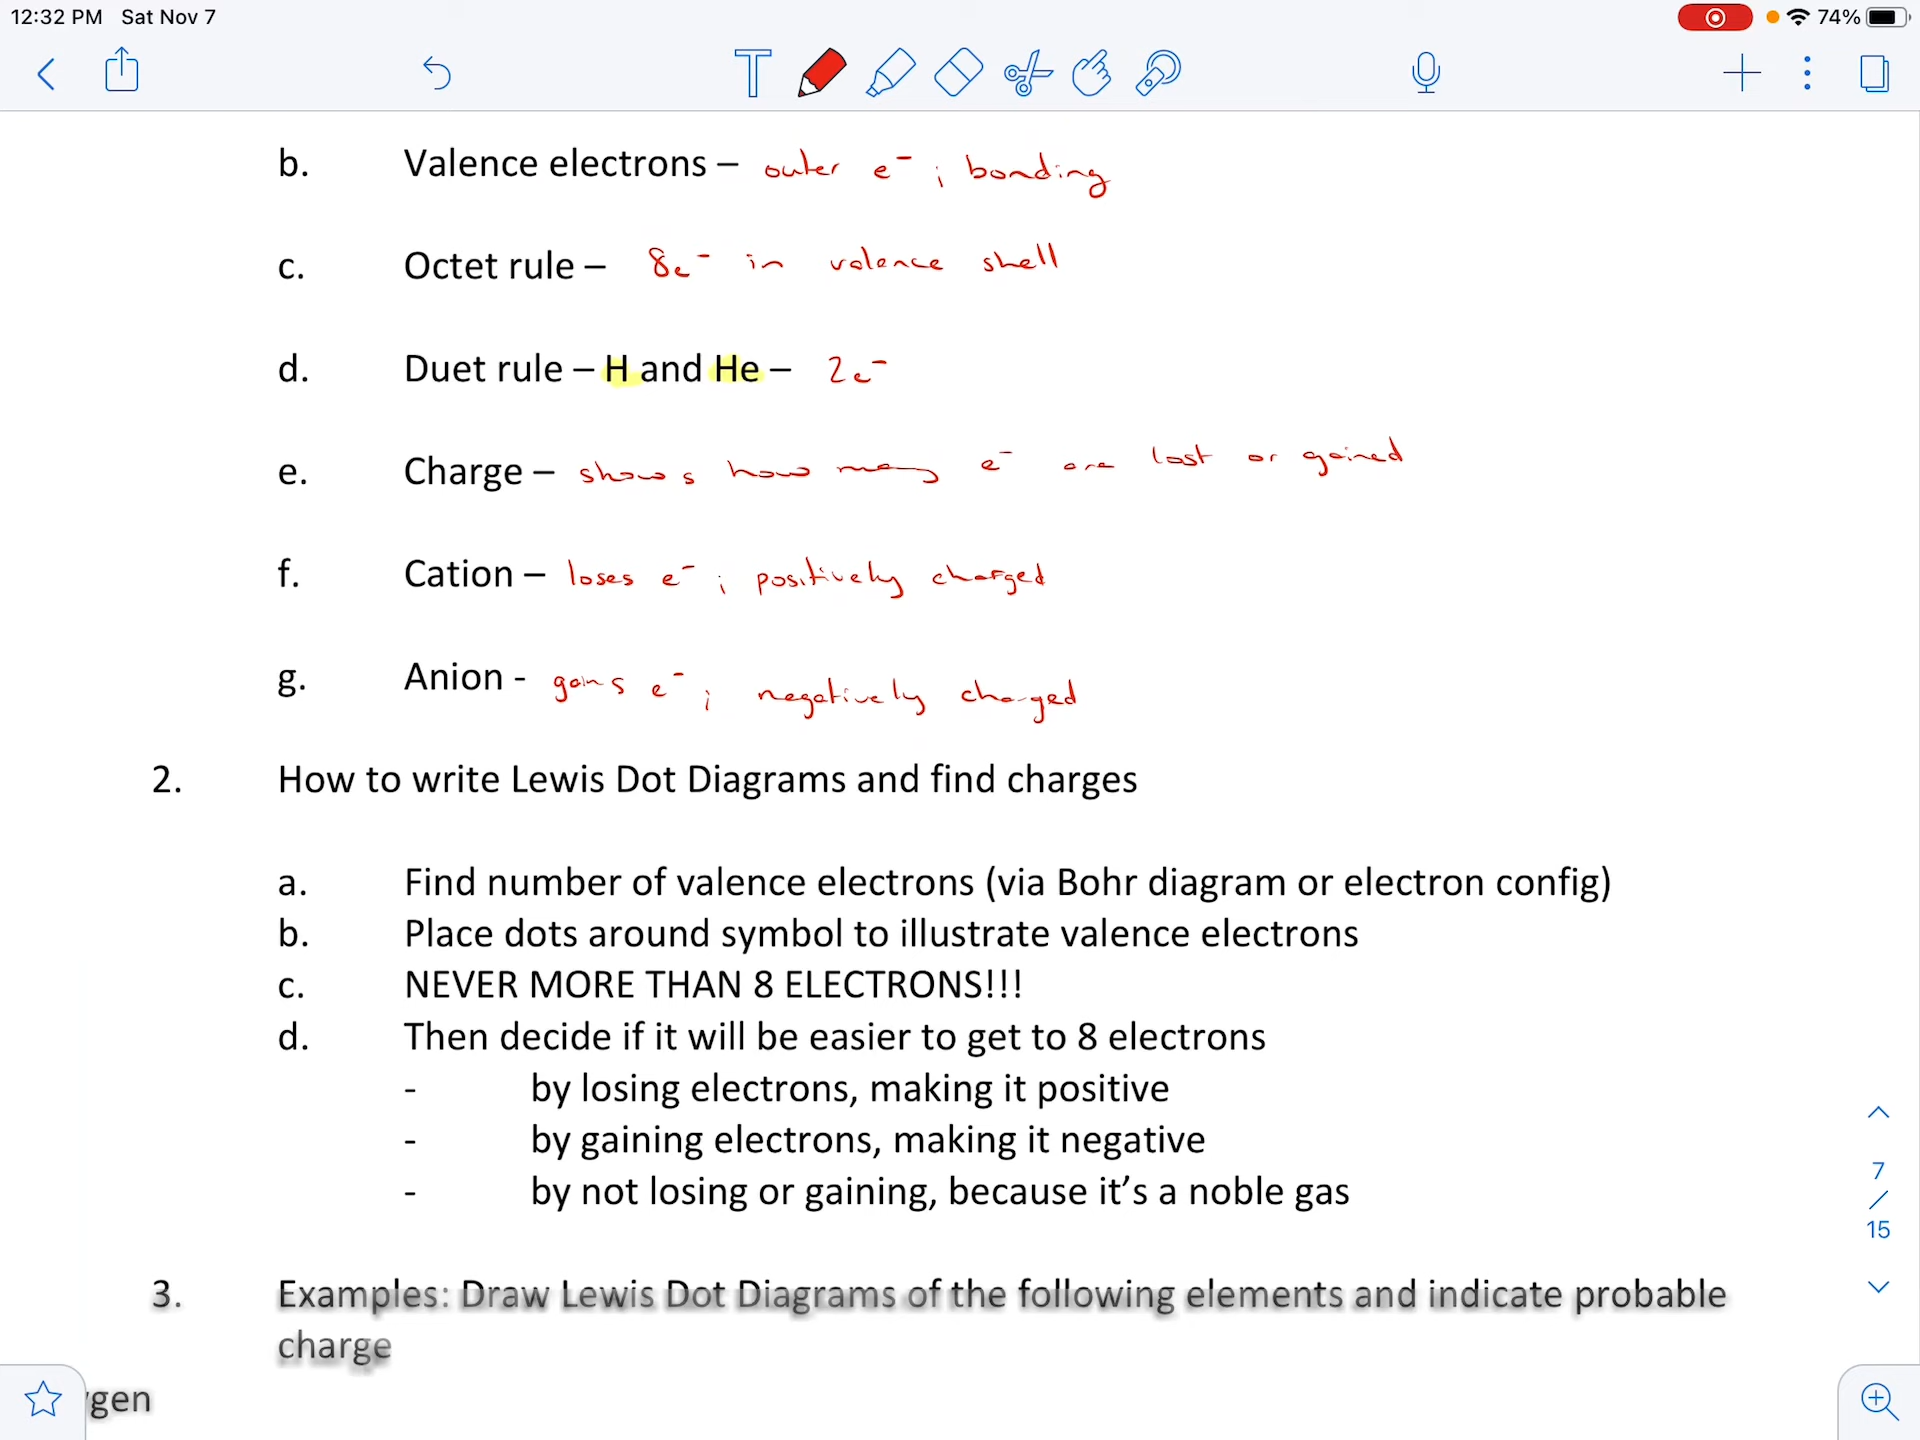 12:32 PM Sat Nov 7 74%
b. Valence electrons – outer e⁻ ; bonding
c. Octet rule – 8e⁻ in valence shell
d. Duet rule – H and He – 2e⁻
e. Charge – shows how many e⁻ are lost or gained
f. Cation – loses e⁻ ; positively charged
g. Anion - gains e⁻ ; negatively charged
2. How to write Lewis Dot Diagrams and find charges
a. Find number of valence electrons (via Bohr diagram or electron config)
b. Place dots around symbol to illustrate valence electrons
c. NEVER MORE THAN 8 ELECTRONS!!!
d. Then decide if it will be easier to get to 8 electrons
- by losing electrons, making it positive
- by gaining electrons, making it negative
- by not losing or gaining, because it’s a noble gas
7
/
15
3. Examples: Draw Lewis Dot Diagrams of the following elements and indicate probable
charge
ygen